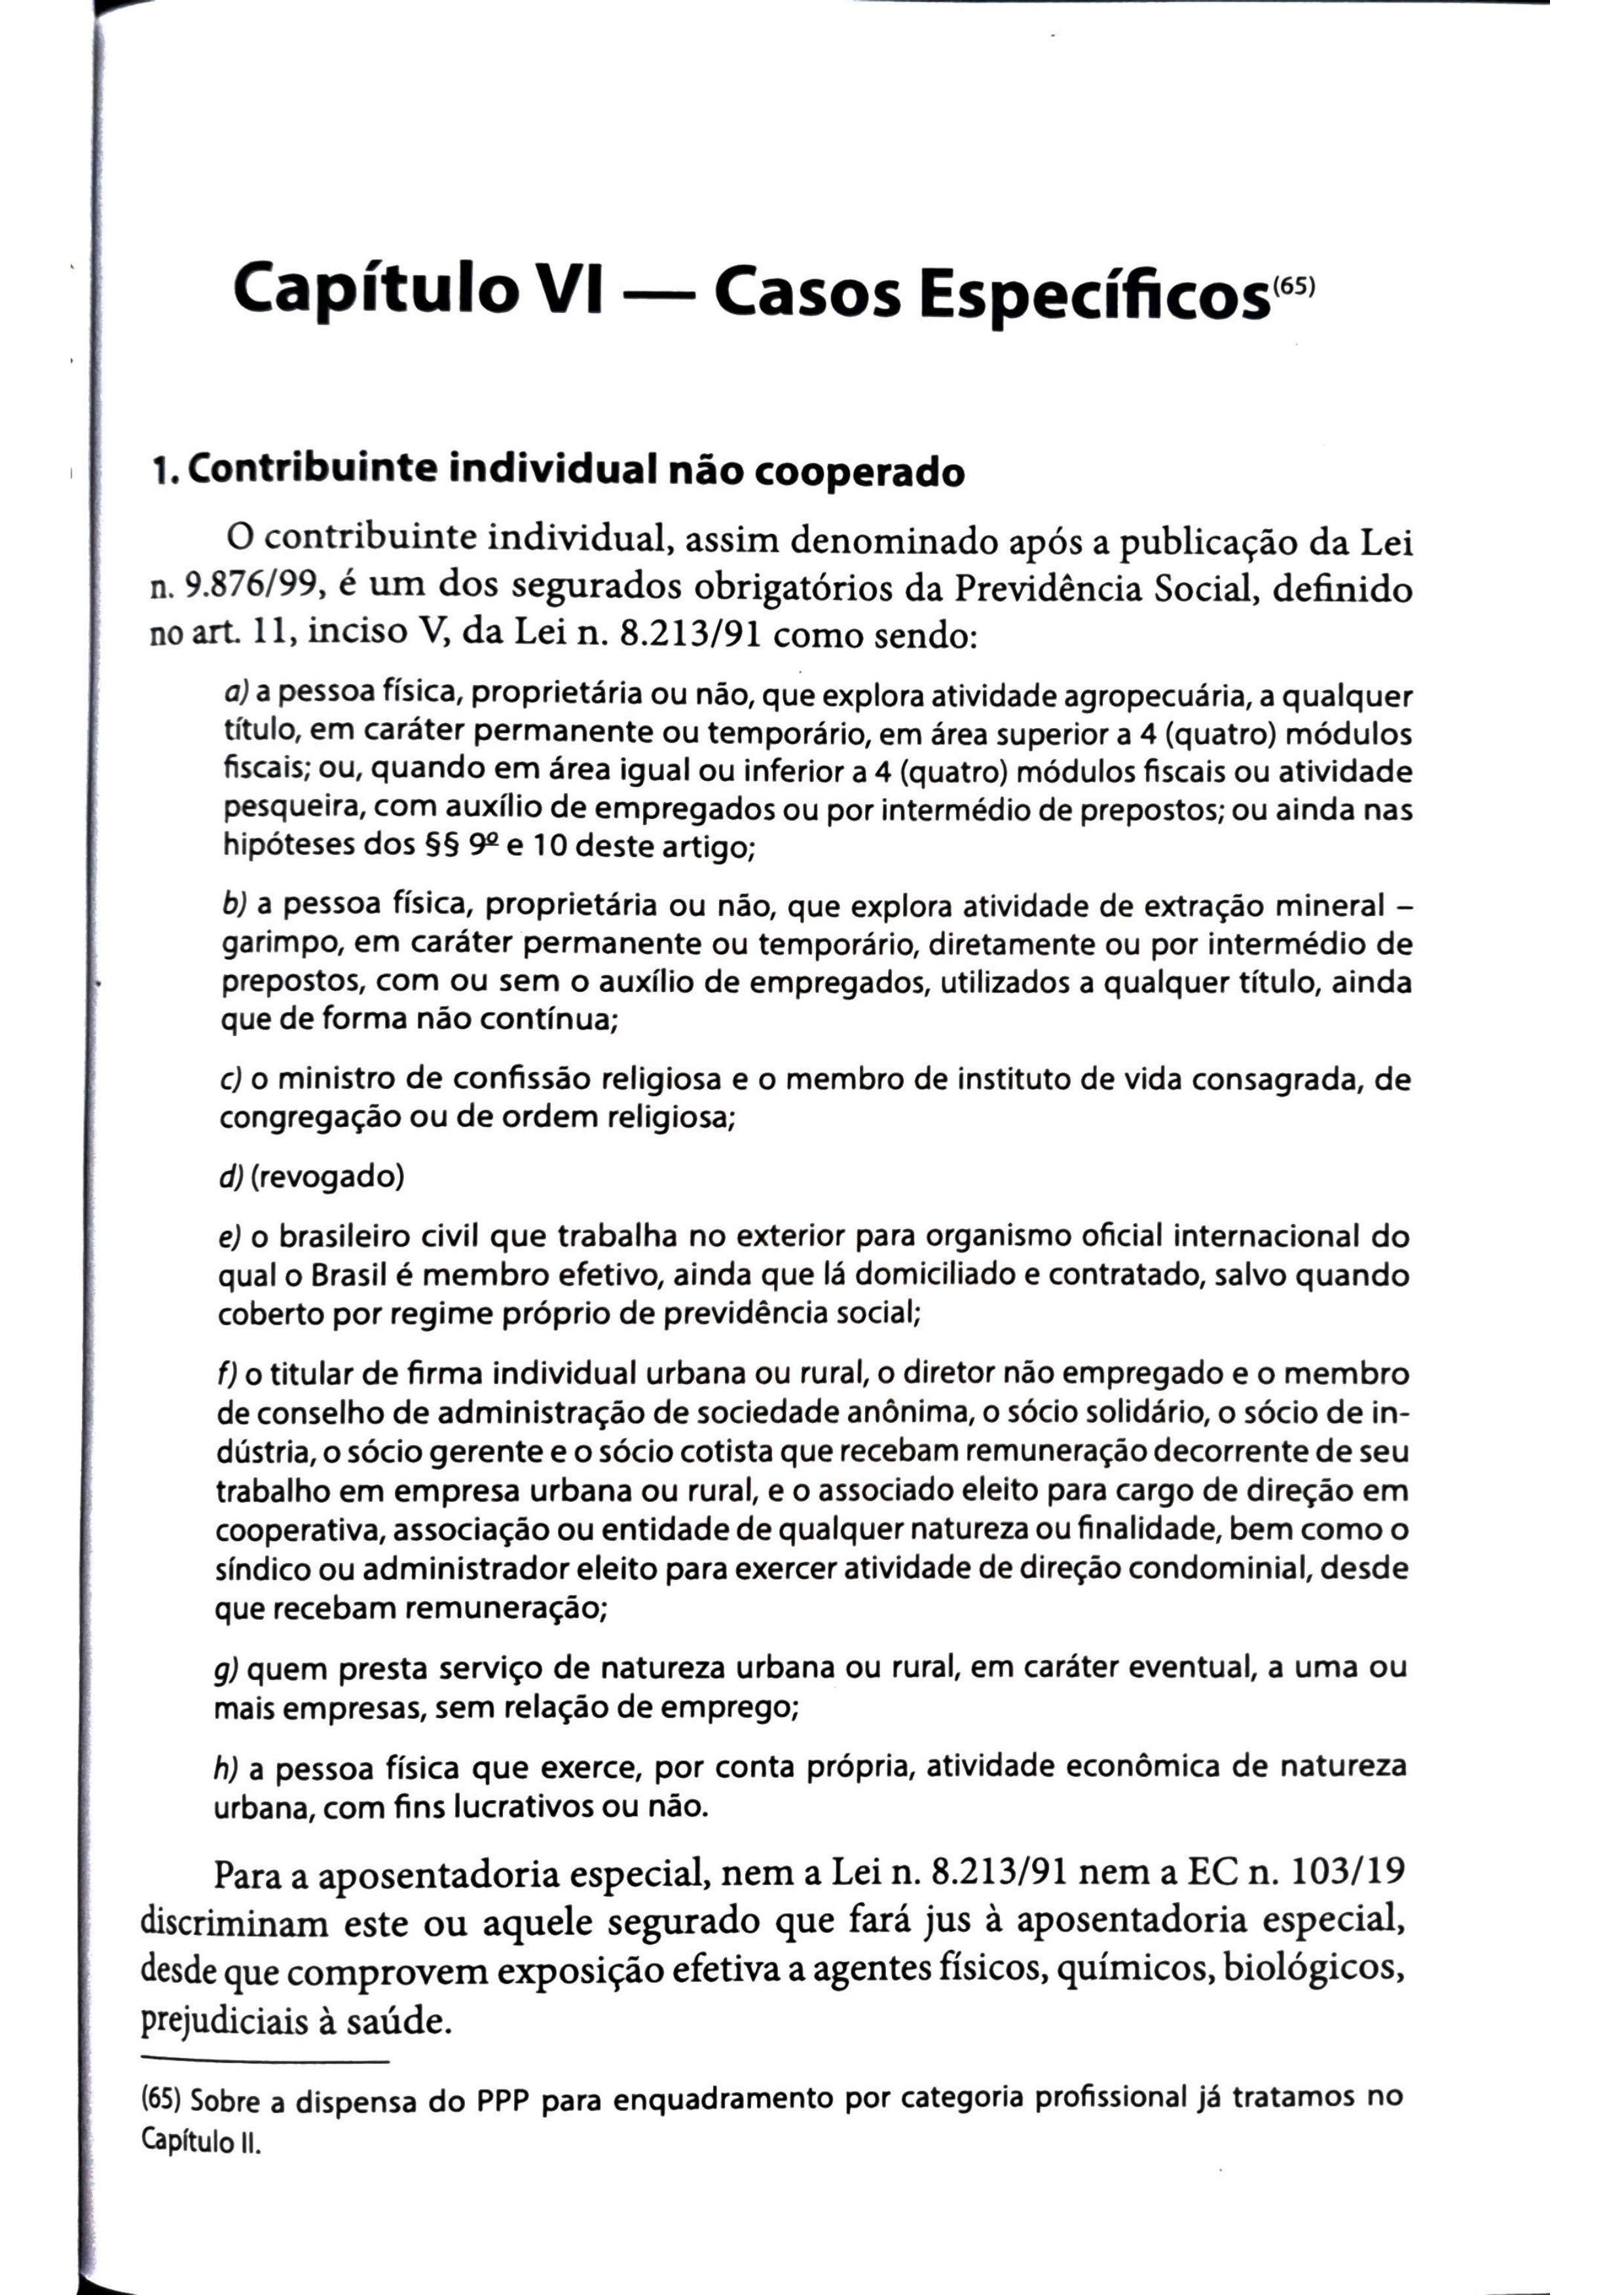 Capítulo VI — Casos Específicos(65)
1. Contribuinte individual não cooperado
O contribuinte individual, assim denominado após a publicação da Lei
n. 9.876/99, é um dos segurados obrigatórios da Previdência Social, definido
no art. 11, inciso V, da Lei n. 8.213/91 como sendo:
a) a pessoa física, proprietária ou não, que explora atividade agropecuária, a qualquer
título, em caráter permanente ou temporário, em área superior a 4 (quatro) módulos
fiscais; ou, quando em área igual ou inferior a 4 (quatro) módulos fiscais ou atividade
pesqueira, com auxílio de empregados ou por intermédio de prepostos; ou ainda nas
hipóteses dos §§ 9º e 10 deste artigo;
b) a pessoa física, proprietária ou não, que explora atividade de extração mineral –
garimpo, em caráter permanente ou temporário, diretamente ou por intermédio de
prepostos, com ou sem o auxílio de empregados, utilizados a qualquer título, ainda
que de forma não contínua;
c) o ministro de confissão religiosa e o membro de instituto de vida consagrada, de
congregação ou de ordem religiosa;
d) (revogado)
e) o brasileiro civil que trabalha no exterior para organismo oficial internacional do
qual o Brasil é membro efetivo, ainda que lá domiciliado e contratado, salvo quando
coberto por regime próprio de previdência social;
f) o titular de firma individual urbana ou rural, o diretor não empregado e o membro
de conselho de administração de sociedade anônima, o sócio solidário, o sócio de in-
dústria, o sócio gerente e o sócio cotista que recebam remuneração decorrente de seu
trabalho em empresa urbana ou rural, e o associado eleito para cargo de direção em
cooperativa, associação ou entidade de qualquer natureza ou finalidade, bem como o
síndico ou administrador eleito para exercer atividade de direção condominial, desde
que recebam remuneração;
g) quem presta serviço de natureza urbana ou rural, em caráter eventual, a uma ou
mais empresas, sem relação de emprego;
h) a pessoa física que exerce, por conta própria, atividade econômica de natureza
urbana, com fins lucrativos ou não.
Para a aposentadoria especial, nem a Lei n. 8.213/91 nem a EC n. 103/19
discriminam este ou aquele segurado que fará jus à aposentadoria especial,
desde que comprovem exposição efetiva a agentes físicos, químicos, biológicos,
prejudiciais à saúde.
(65) Sobre a dispensa do PPP para enquadramento por categoria profissional já tratamos no
Capítulo II.